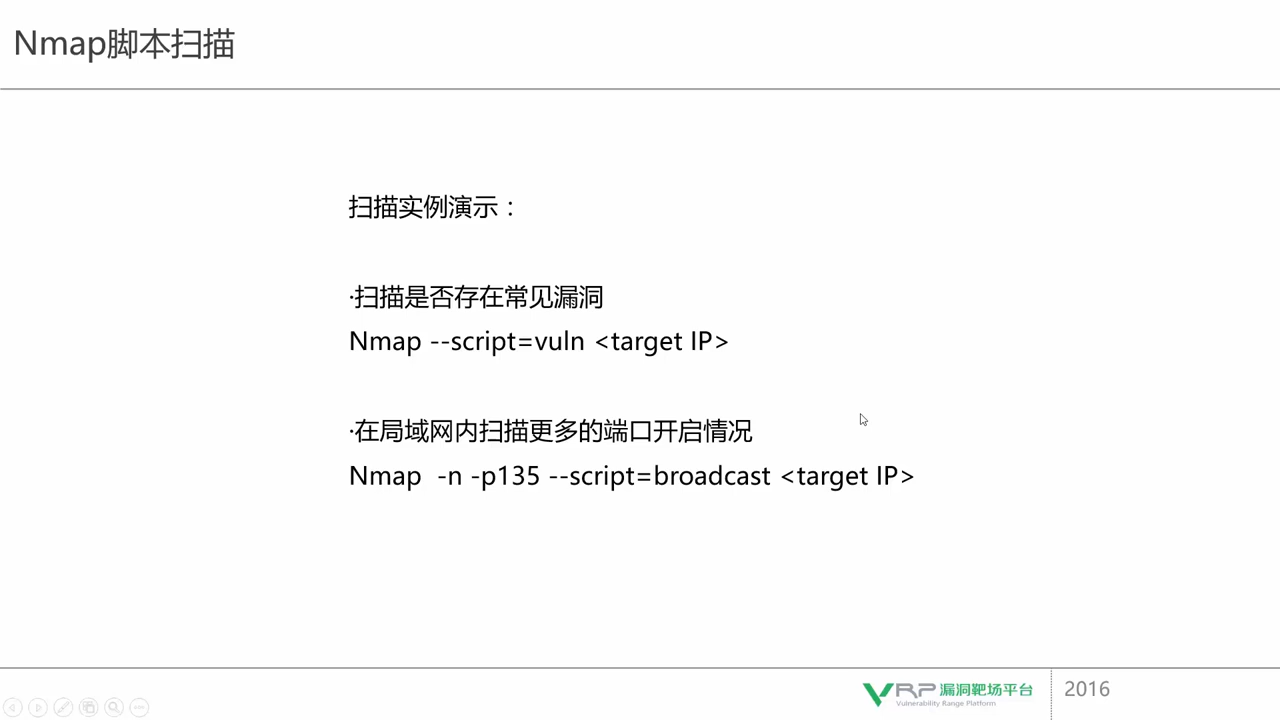 Nmap脚本扫描
扫描实例演示：
·扫描是否存在常见漏洞
Nmap --script=vuln <target IP>
·在局域网内扫描更多的端口开启情况
Nmap  -n -p135 --script=broadcast <target IP>
VRP 漏洞靶场平台
Vulnerability Range Platform
2016